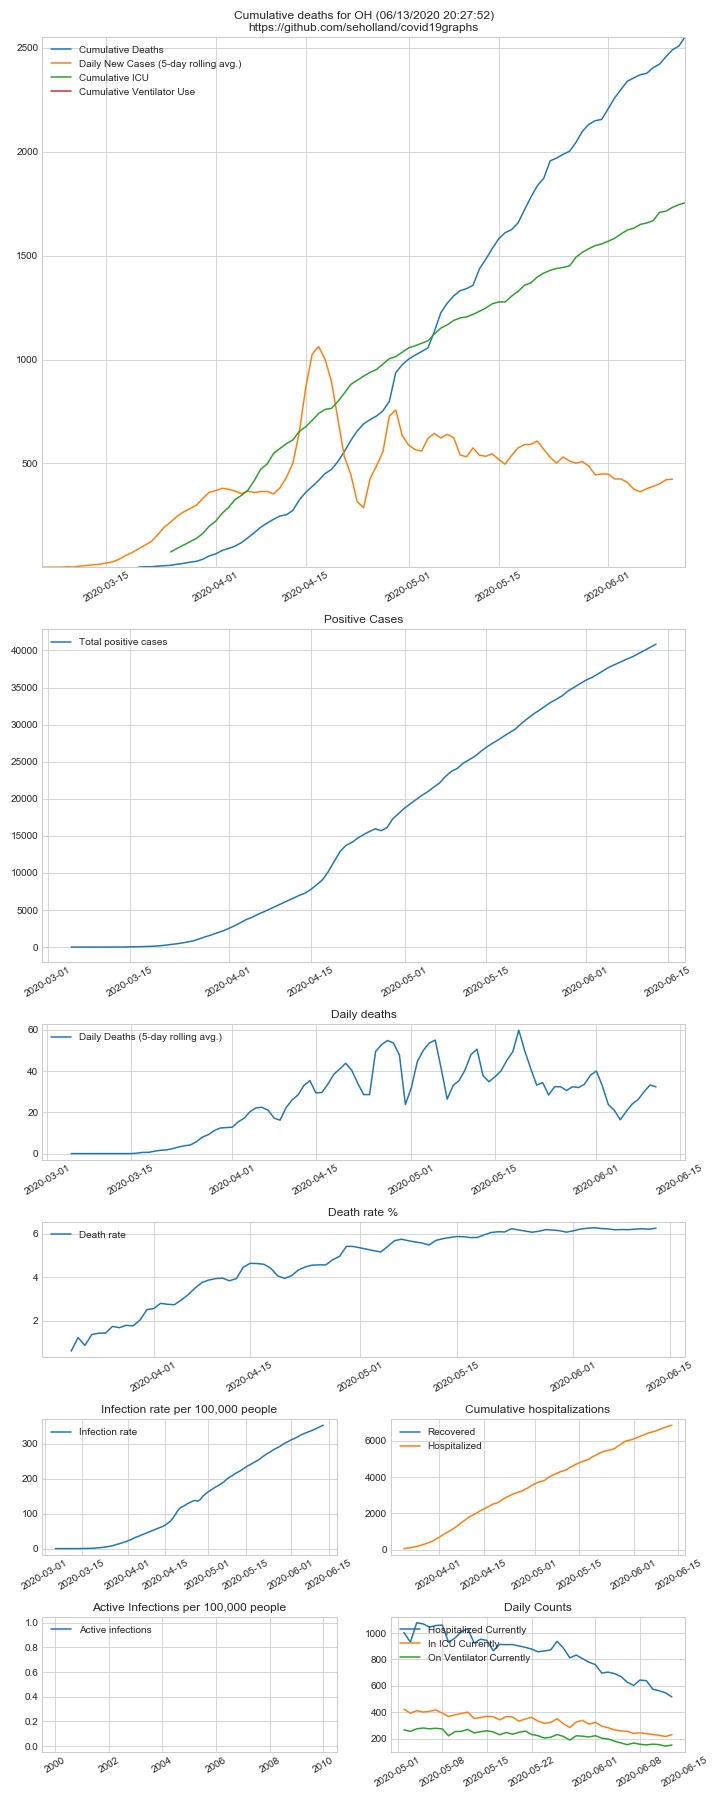 Cumulative deaths for OH (06/13/2020 20:27:52)
https://github.com/seholland/covid19graphs
Cumulative Deaths
Daily New Cases (5-day rolling avg.)
Cumulative ICU
Cumulative Ventilator Use
2500
2000
1500
1000
500
2020-03-15 2020-04-01 2020-04-15 2020-05-01 2020-05-15 2020-06-01
Positive Cases
Total positive cases
40000
35000
30000
25000
20000
15000
10000
5000
0
2020-03-01 2020-03-15 2020-04-01 2020-04-15 2020-05-01 2020-05-15 2020-06-01 2020-06-15
Daily deaths
Daily Deaths (5-day rolling avg.)
60
40
20
0
2020-03-01 2020-03-15 2020-04-01 2020-04-15 2020-05-01 2020-05-15 2020-06-01 2020-06-15
Death rate %
Death rate
6
4
2
2020-04-01 2020-04-15 2020-05-01 2020-05-15 2020-06-01 2020-06-15
Infection rate per 100,000 people
Infection rate
300
200
100
0
2020-03-01 2020-03-15 2020-04-01 2020-04-15 2020-05-01 2020-05-15 2020-06-01 2020-06-15
Cumulative hospitalizations
Recovered
Hospitalized
6000
4000
2000
0
2020-04-01 2020-04-15 2020-05-01 2020-05-15 2020-06-01 2020-06-15
Active Infections per 100,000 people
Active infections
1.0
0.8
0.6
0.4
0.2
0.0
2000 2002 2004 2006 2008 2010
Daily Counts
Hospitalized Currently
In ICU Currently
On Ventilator Currently
1000
800
600
400
200
2020-05-01 2020-05-08 2020-05-15 2020-05-22 2020-06-01 2020-06-08 2020-06-15